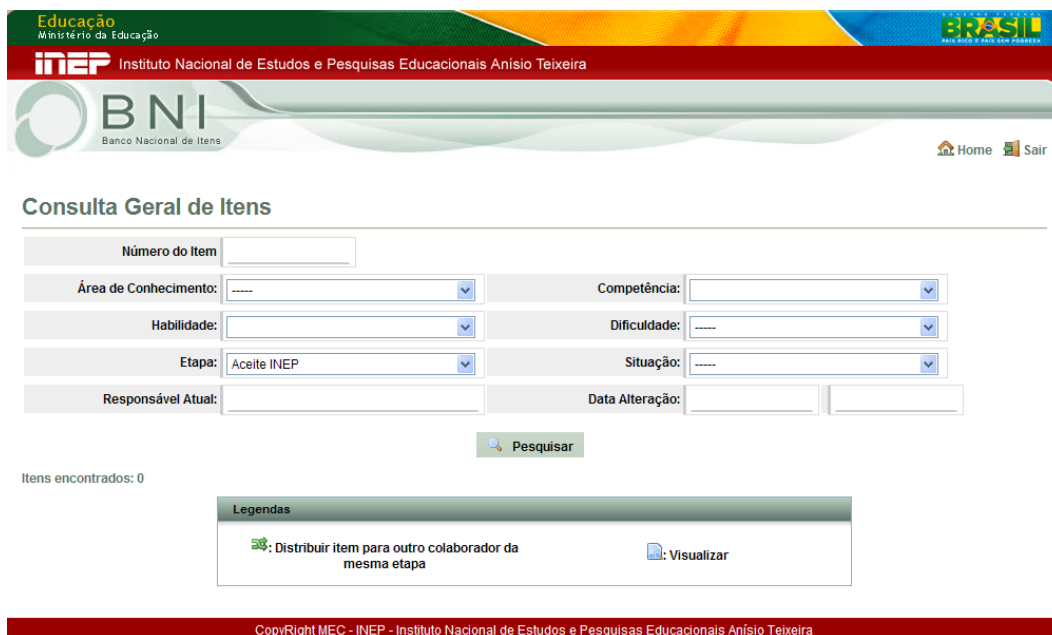 Educação
Ministério da Educação
BRASIL
PAÍS RICO É PAÍS SEM POBREZA
INEP Instituto Nacional de Estudos e Pesquisas Educacionais Anísio Teixeira
BNI
Banco Nacional de Itens
Home Sair
Consulta Geral de Itens
Número do Item
Área de Conhecimento: ----- Competência:
Habilidade: Dificuldade: -----
Etapa: Aceite INEP Situação: -----
Responsável Atual: Data Alteração:
Pesquisar
Itens encontrados: 0
Legendas
: Distribuir item para outro colaborador da
mesma etapa
: Visualizar
CopyRight MEC - INEP - Instituto Nacional de Estudos e Pesquisas Educacionais Anísio Teixeira